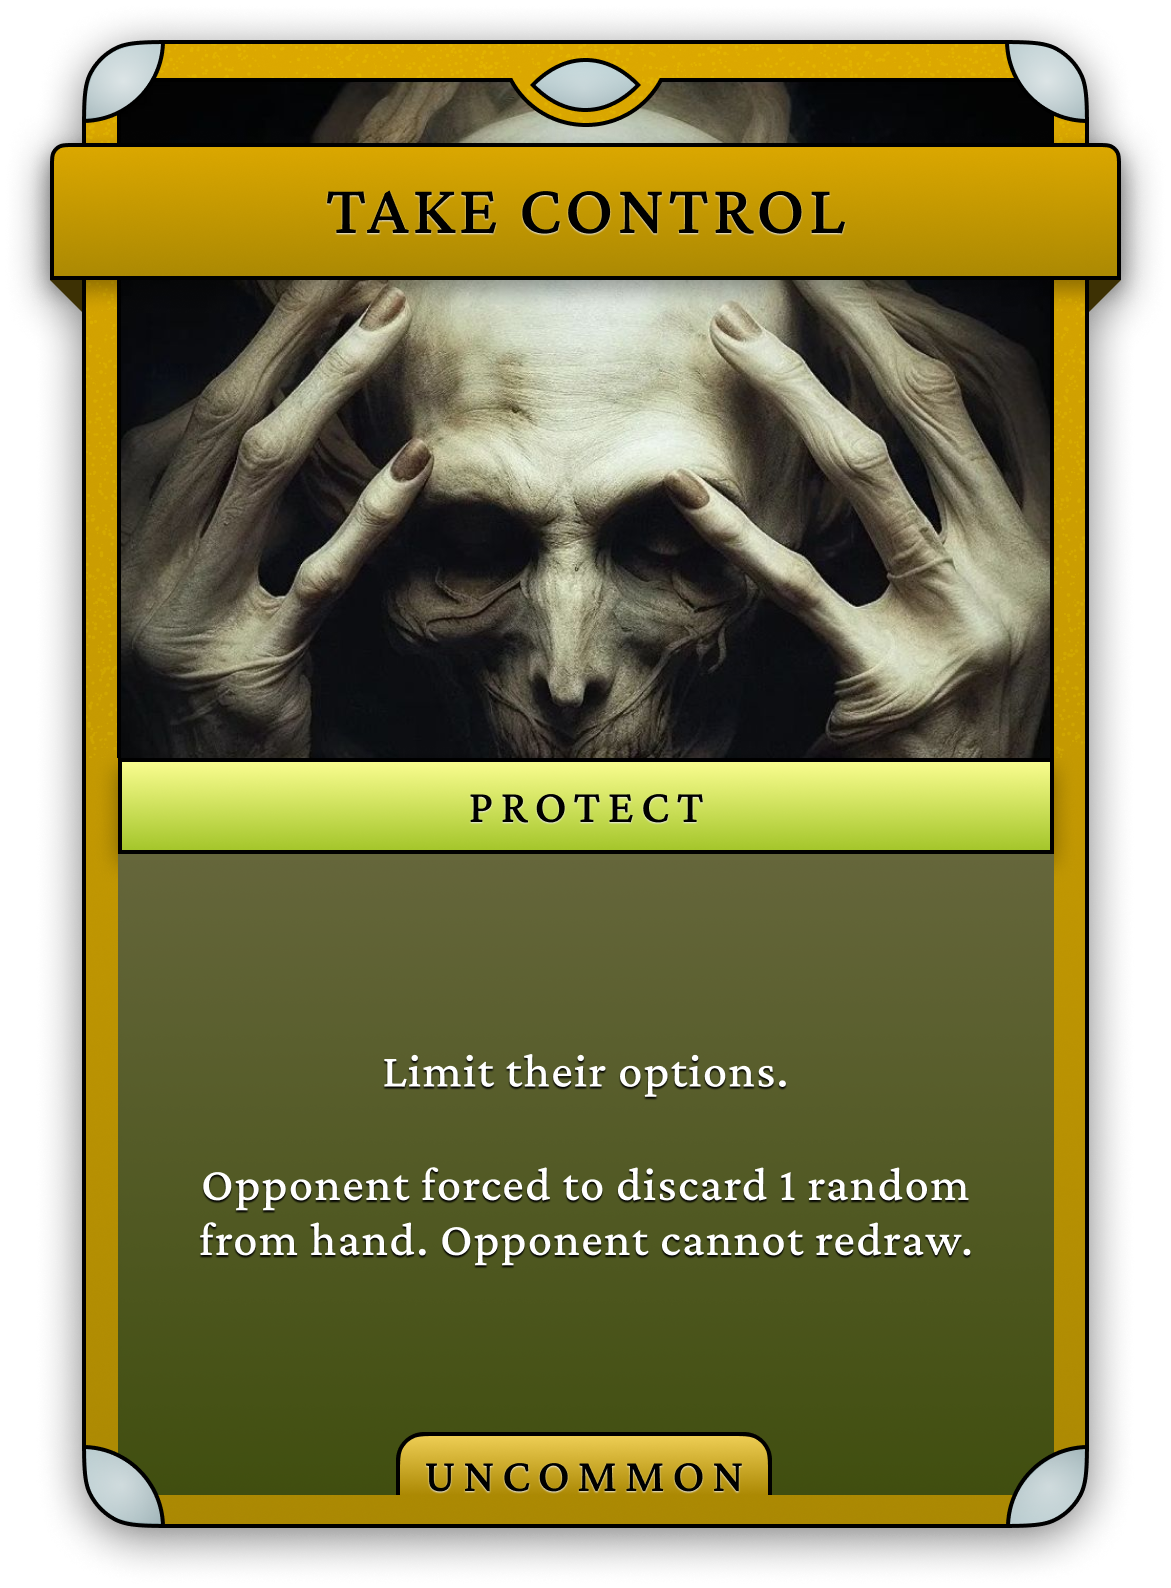 TAKE CONTROL
PROTECT
Limit their options.
Opponent forced to discard 1 random
from hand. Opponent cannot redraw.
UNCOMMON